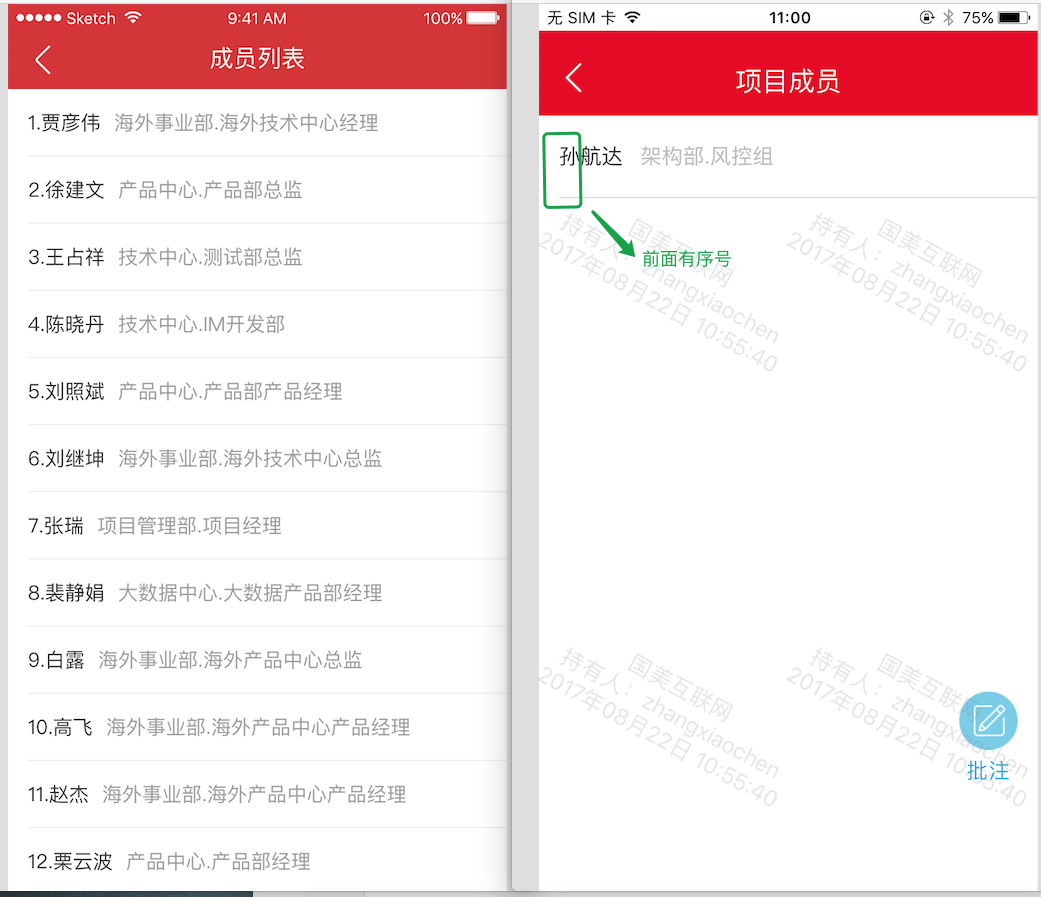 Sketch 9:41 AM 100%
成员列表
1.贾彦伟 海外事业部.海外技术中心经理
2.徐建文 产品中心.产品部总监
3.王占祥 技术中心.测试部总监
4.陈晓丹 技术中心.IM开发部
5.刘照斌 产品中心.产品部产品经理
6.刘继坤 海外事业部.海外技术中心总监
7.张瑞 项目管理部.项目经理
8.裴静娟 大数据中心.大数据产品部经理
9.白露 海外事业部.海外产品中心总监
10.高飞 海外事业部.海外产品中心产品经理
11.赵杰 海外事业部.海外产品中心产品经理
12.栗云波 产品中心.产品部经理
无 SIM 卡 11:00 75%
项目成员
孙航达 架构部.风控组
前面有序号
国美互联网
持有人：zhangxiaochen
2017年08月22日 10:55:40
国美互联网
持有人：zhangxiaochen
2017年08月22日 10:55:40
国美互联网
持有人：zhangxiaochen
2017年08月22日 10:55:40
国美互联网
持有人：zhangxiaochen
2017年08月22日 10:55:40
批注